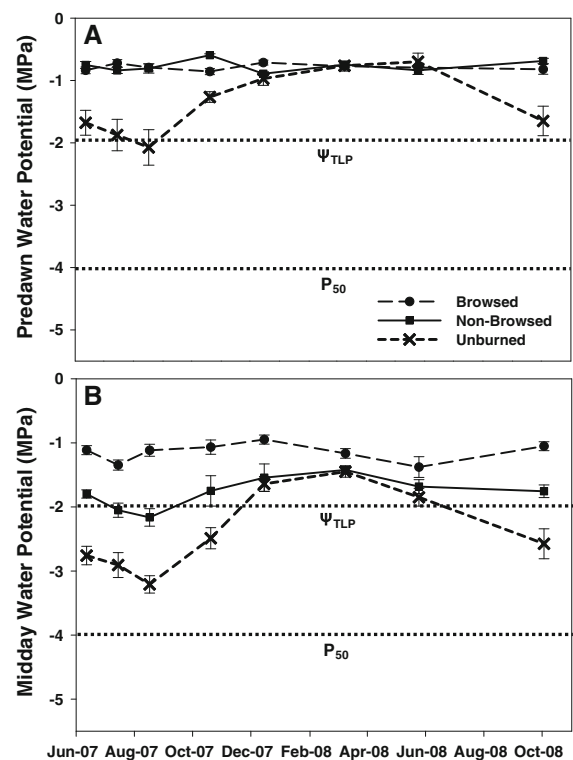 A
Predawn Water Potential (MPa)
0
-1
-2
-4
-5
ΨTLP
P50
Browsed
Non-Browsed
Unburned
B
Midday Water Potential (MPa)
0
-1
-2
-3
-4
-5
ΨTLP
P50
Jun-07 Aug-07 Oct-07 Dec-07 Feb-08 Apr-08 Jun-08 Aug-08 Oct-08